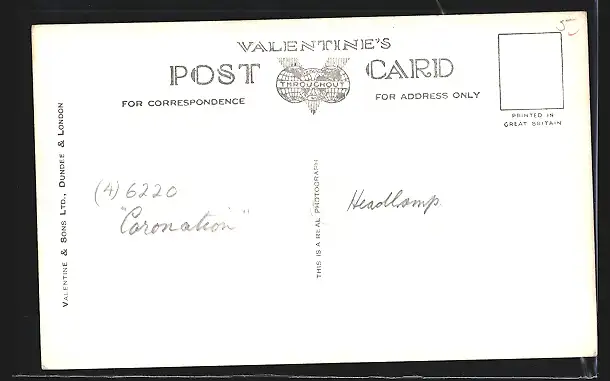 VALENTINE'S
POST CARD
THROUGHOUT
FOR CORRESPONDENCE
FOR ADDRESS ONLY
PRINTED IN
GREAT BRITAIN
5
VALENTINE & SONS LTD., DUNDEE & LONDON
(4) 6220
"Coronation"
THIS IS A REAL PHOTOGRAPH
Headlamp.